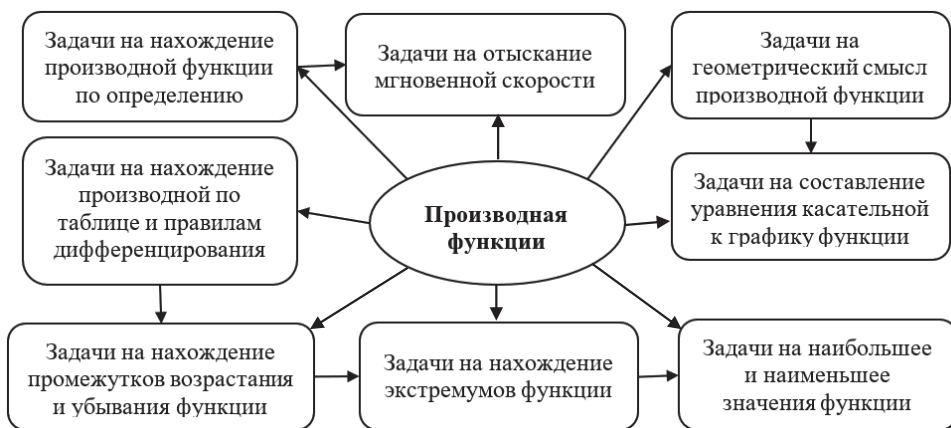 Задачи на нахождение
производной функции
по определению
Задачи на отыскание
мгновенной скорости
Задачи на
геометрический смысл
производной функции
Задачи на нахождение
производной по
таблице и правилам
дифференцирования
Производная
функции
Задачи на составление
уравнения касательной
к графику функции
Задачи на нахождение
промежутков возрастания
и убывания функции
Задачи на нахождение
экстремумов функции
Задачи на наибольшее
и наименьшее
значения функции